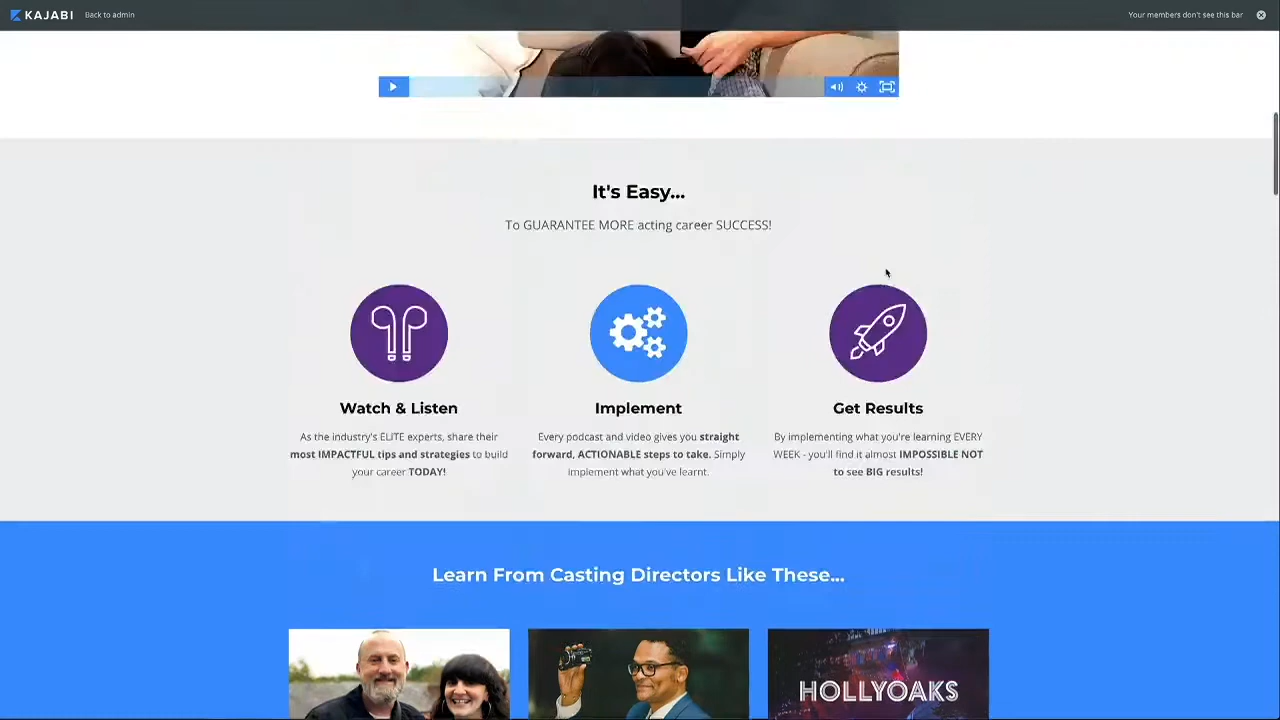 KAJABI Back to admin Your members don't see this bar
It's Easy...
To GUARANTEE MORE acting career SUCCESS!
Watch & Listen
As the industry's ELITE experts, share their
most IMPACTFUL tips and strategies to build
your career TODAY!
Implement
Every podcast and video gives you straight
forward, ACTIONABLE steps to take. Simply
implement what you've learnt.
Get Results
By implementing what you're learning EVERY
WEEK - you'll find it almost IMPOSSIBLE NOT
to see BIG results!
Learn From Casting Directors Like These...
HOLLYOAKS